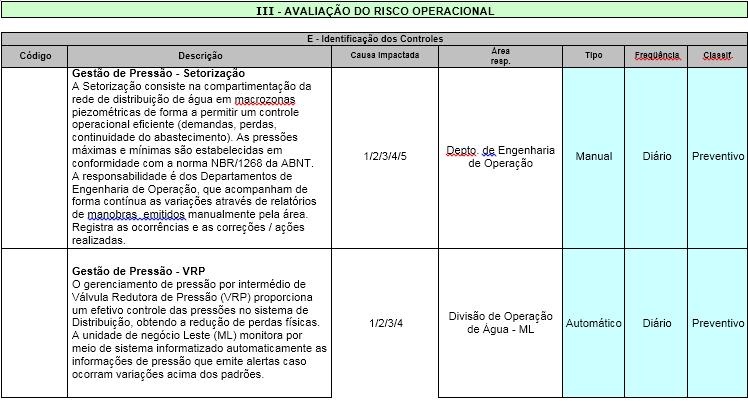 III - AVALIAÇÃO DO RISCO OPERACIONAL
E - Identificação dos Controles
Código Descrição Causa Impactada Área resp. Tipo Freqüência Classif.
Gestão de Pressão - Setorização
A Setorização consiste na compartimentação da
rede de distribuição de água em macrozonas
piezométricas de forma a permitir um controle
operacional eficiente (demandas, perdas,
continuidade do abastecimento). As pressões
máximas e mínimas são estabelecidas em
conformidade com a norma NBR/1268 da ABNT.
A responsabilidade é dos Departamentos de
Engenharia de Operação, que acompanham de
forma contínua as variações através de relatórios
de manobras emitidos manualmente pela área.
Registra as ocorrências e as correções / ações
realizadas.
1/2/3/4/5
Depto. de Engenharia
de Operação
Manual
Diário
Preventivo
Gestão de Pressão - VRP
O gerenciamento de pressão por intermédio de
Válvula Redutora de Pressão (VRP) proporciona
um efetivo controle das pressões no sistema de
Distribuição, obtendo a redução de perdas físicas.
A unidade de negócio Leste (ML) monitora por
meio de sistema informatizado automaticamente as
informações de pressão que emite alertas caso
ocorram variações acima dos padrões.
1/2/3/4
Divisão de Operação
de Água - ML
Automático
Diário
Preventivo